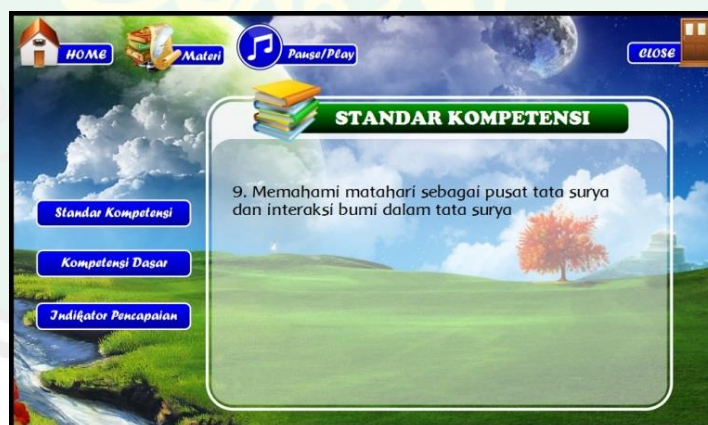 HOME
Materi
Pause/Play
CLOSE
STANDAR KOMPETENSI
9. Memahami matahari sebagai pusat tata surya
dan interaksi bumi dalam tata surya
Standar Kompetensi
Kompetensi Dasar
Indikator Pencapaian